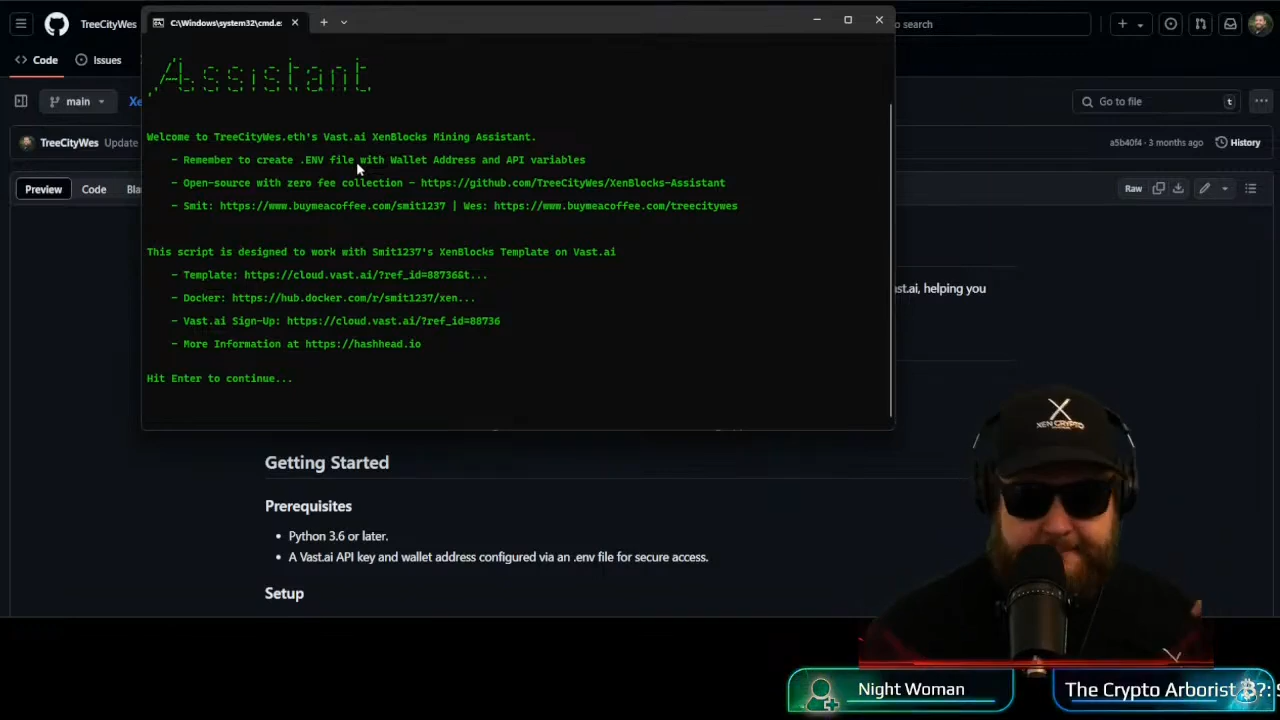 TreeCityWes
C:\Windows\system32\cmd.e
search
Code
Issues
Assistant
main
Xe
Go to file
t
TreeCityWes Update
a5b40f4 · 3 months ago
History
Welcome to TreeCityWes.eth's Vast.ai XenBlocks Mining Assistant.
- Remember to create .ENV file with Wallet Address and API variables
- Open-source with zero fee collection - https://github.com/TreeCityWes/XenBlocks-Assistant
- Smit: https://www.buymeacoffee.com/smit1237 | Wes: https://www.buymeacoffee.com/treecitywes
Preview
Code
Bla
Raw
This script is designed to work with Smit1237's XenBlocks Template on Vast.ai
- Template: https://cloud.vast.ai/?ref_id=88736&t...
- Docker: https://hub.docker.com/r/smit1237/xen...
- Vast.ai Sign-Up: https://cloud.vast.ai/?ref_id=88736
- More Information at https://hashhead.io
Hit Enter to continue...
ast.ai, helping you
Getting Started
Prerequisites
• Python 3.6 or later.
• A Vast.ai API key and wallet address configured via an .env file for secure access.
Setup
X
XEN CRYPTO
Night Woman
The Crypto Arborist
?: S